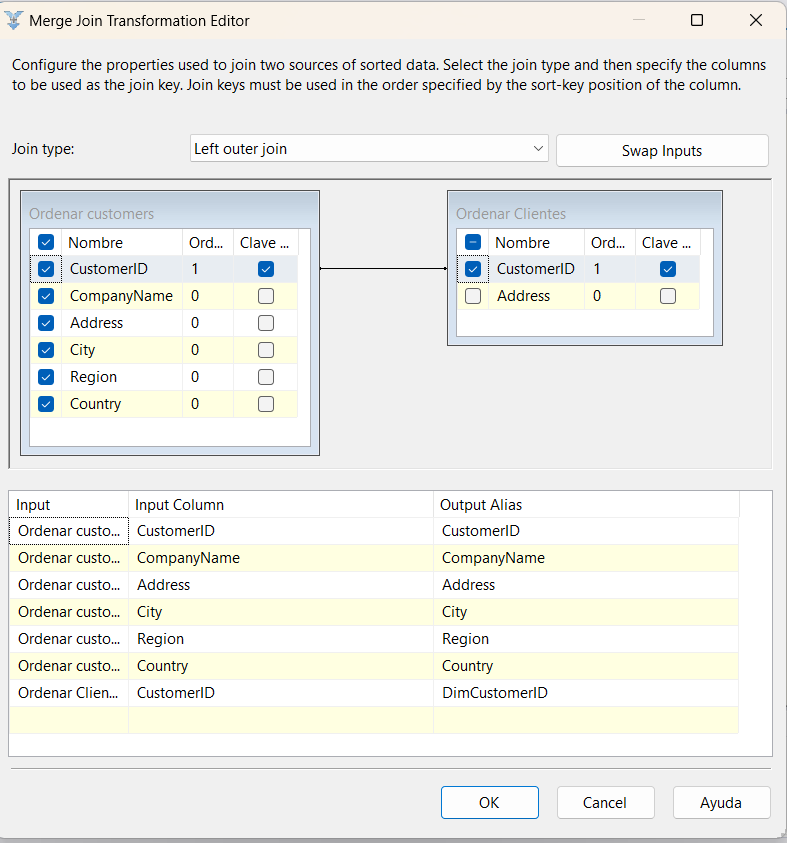 Merge Join Transformation Editor
Configure the properties used to join two sources of sorted data. Select the join type and then specify the columns
to be used as the join key. Join keys must be used in the order specified by the sort-key position of the column.
Join type: Left outer join Swap Inputs
Ordenar customers
Nombre Ord... Clave ...
CustomerID 1
CompanyName 0
Address 0
City 0
Region 0
Country 0
Ordenar Clientes
Nombre Ord... Clave ...
CustomerID 1
Address 0
Input Input Column Output Alias
Ordenar custo... CustomerID CustomerID
Ordenar custo... CompanyName CompanyName
Ordenar custo... Address Address
Ordenar custo... City City
Ordenar custo... Region Region
Ordenar custo... Country Country
Ordenar Clien... CustomerID DimCustomerID
OK Cancel Ayuda